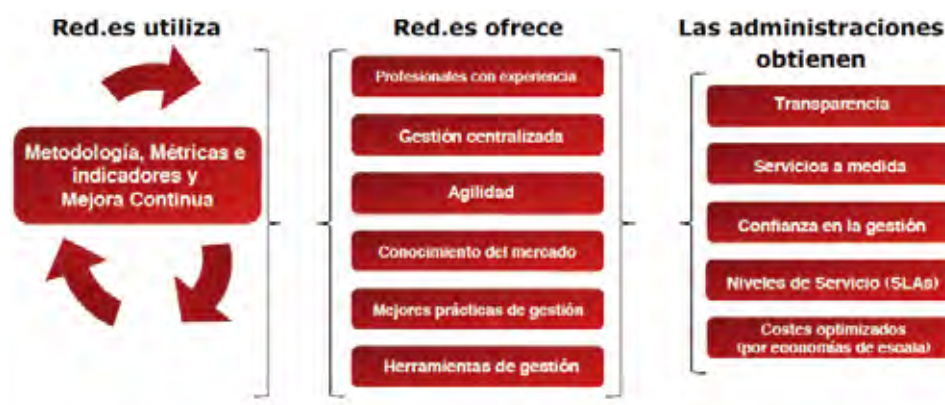 Red.es utiliza
Metodología, Métricas e
indicadores y
Mejora Continua
Red.es ofrece
Profesionales con experiencia
Gestión centralizada
Agilidad
Conocimiento del mercado
Mejores prácticas de gestión
Herramientas de gestión
Las administraciones
obtienen
Transparencia
Servicios a medida
Confianza en la gestión
Niveles de Servicio (SLAs)
Costes optimizados
(por economías de escala)